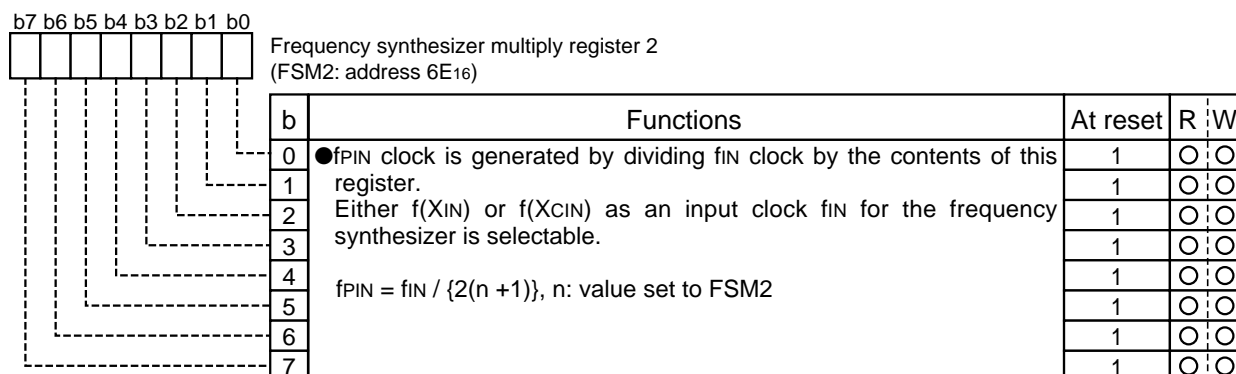 b7 b6 b5 b4 b3 b2 b1 b0
Frequency synthesizer multiply register 2
(FSM2: address 6E16)
b Functions At reset R W
0 ●fPIN clock is generated by dividing fIN clock by the contents of this 1 O O
1 register. 1 O O
2 Either f(XIN) or f(XCIN) as an input clock fIN for the frequency 1 O O
3 synthesizer is selectable. 1 O O
4 1 O O
fPIN = fIN / {2(n +1)}, n: value set to FSM2
5 1 O O
6 1 O O
7 1 O O